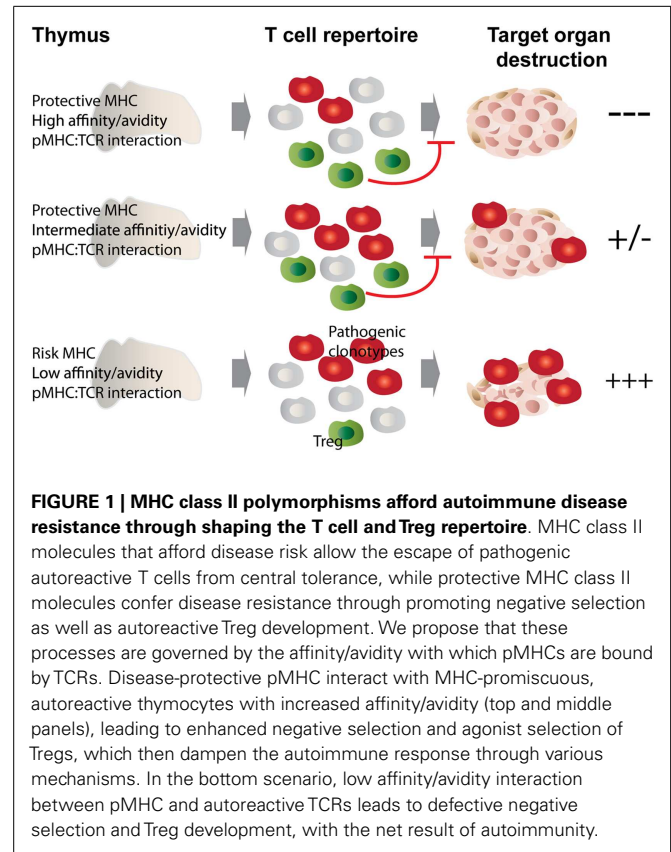 Thymus
T cell repertoire
Target organ
destruction
Protective MHC
High affinity/avidity
pMHC:TCR interaction
---
Protective MHC
Intermediate affinitiy/avidity
pMHC:TCR interaction
+/-
Risk MHC
Low affinity/avidity
pMHC:TCR interaction
Pathogenic
clonotypes
Treg
+++
FIGURE 1 | MHC class II polymorphisms afford autoimmune disease
resistance through shaping the T cell and Treg repertoire. MHC class II
molecules that afford disease risk allow the escape of pathogenic
autoreactive T cells from central tolerance, while protective MHC class II
molecules confer disease resistance through promoting negative selection
as well as autoreactive Treg development. We propose that these
processes are governed by the affinity/avidity with which pMHCs are bound
by TCRs. Disease-protective pMHC interact with MHC-promiscuous,
autoreactive thymocytes with increased affinity/avidity (top and middle
panels), leading to enhanced negative selection and agonist selection of
Tregs, which then dampen the autoimmune response through various
mechanisms. In the bottom scenario, low affinity/avidity interaction
between pMHC and autoreactive TCRs leads to defective negative
selection and Treg development, with the net result of autoimmunity.